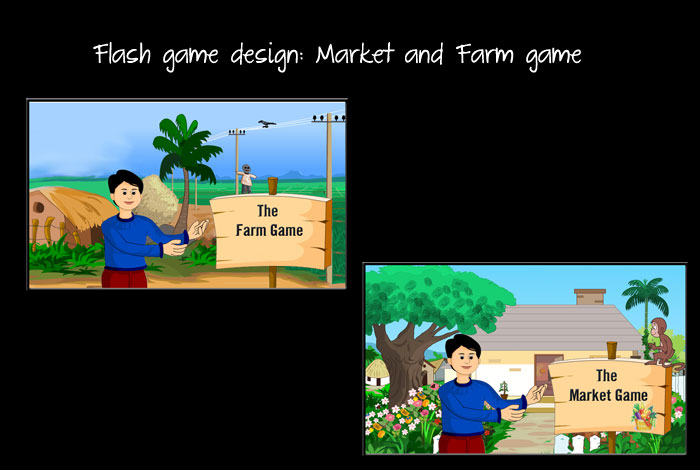 Flash game design: Market and Farm game
The
Farm Game
The
Market Game